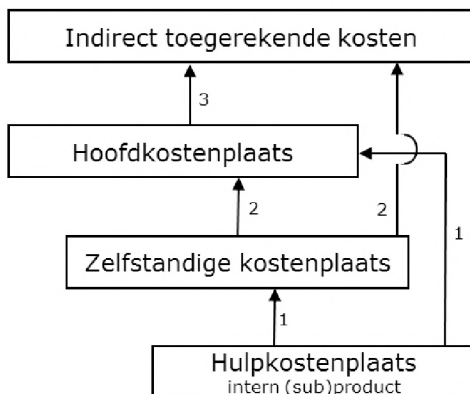 Indirect toegerekende kosten
3
Hoofdkostenplaats
2
2
1
Zelfstandige kostenplaats
1
Hulpkostenplaats
intern (sub)product